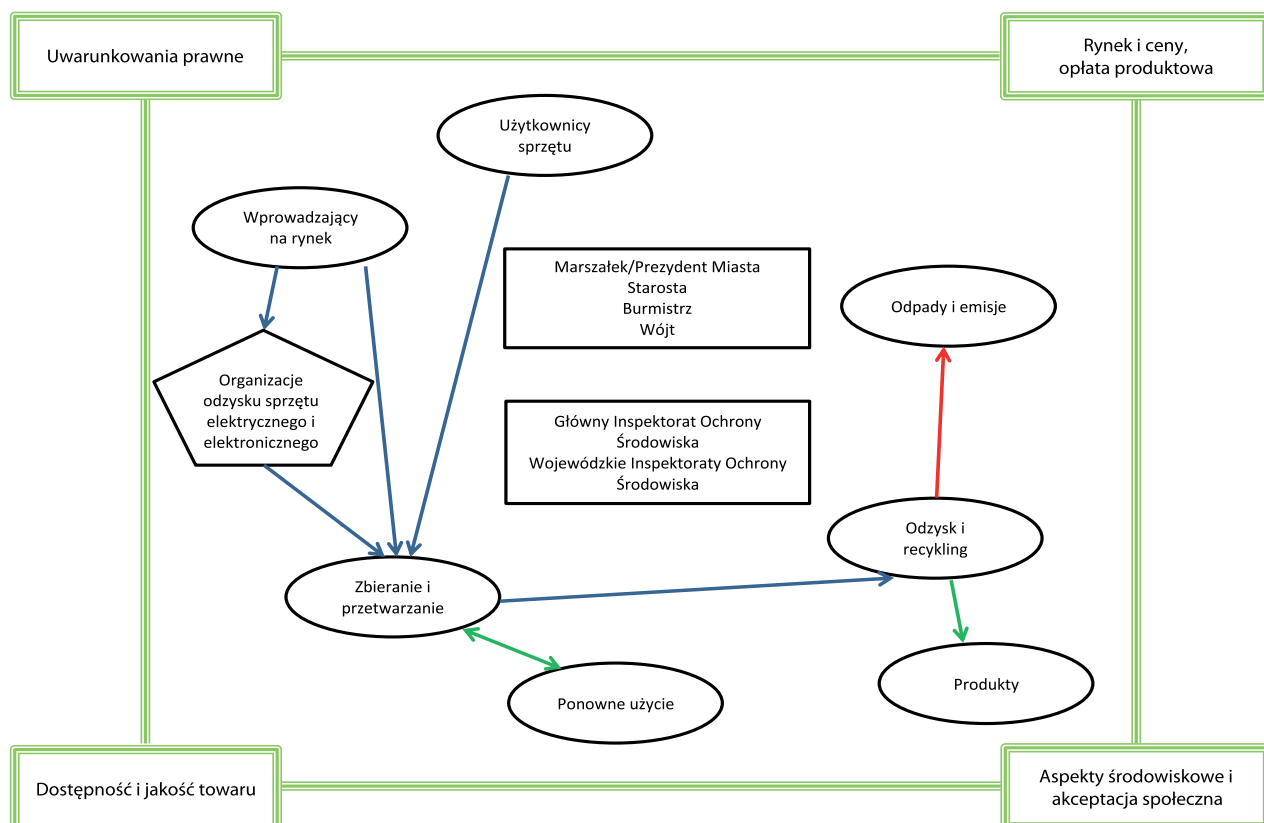 Uwarunkowania prawne
Rynek i ceny,
opłata produktowa
Użytkownicy
sprzętu
Wprowadzający
na rynek
Marszałek/Prezydent Miasta
Starosta
Burmistrz
Wójt
Odpady i emisje
Organizacje
odzysku sprzętu
elektrycznego i
elektronicznego
Główny Inspektorat Ochrony
Środowiska
Wojewódzkie Inspektoraty Ochrony
Środowiska
Odzysk i
recykling
Zbieranie i
przetwarzanie
Ponowne użycie
Produkty
Dostępność i jakość towaru
Aspekty środowiskowe i
akceptacja społeczna